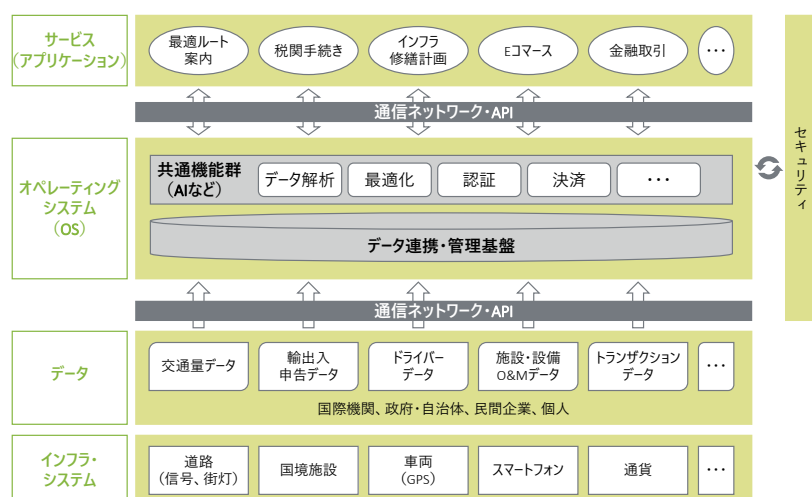 サービス
(アプリケーション)
最適ルート
案内
税関手続き
インフラ
修繕計画
Eコマース
金融取引
…
通信ネットワーク・API
オペレーティング
システム
(OS)
共通機能群
(AIなど)
データ解析
最適化
認証
決済
…
データ連携・管理基盤
通信ネットワーク・API
データ
交通量データ
輸出入
申告データ
ドライバー
データ
施設・設備
O&Mデータ
トランザクション
データ
…
国際機関、政府・自治体、民間企業、個人
インフラ・
システム
道路
(信号、街灯)
国境施設
車両
(GPS)
スマートフォン
通貨
…
セキュリティ